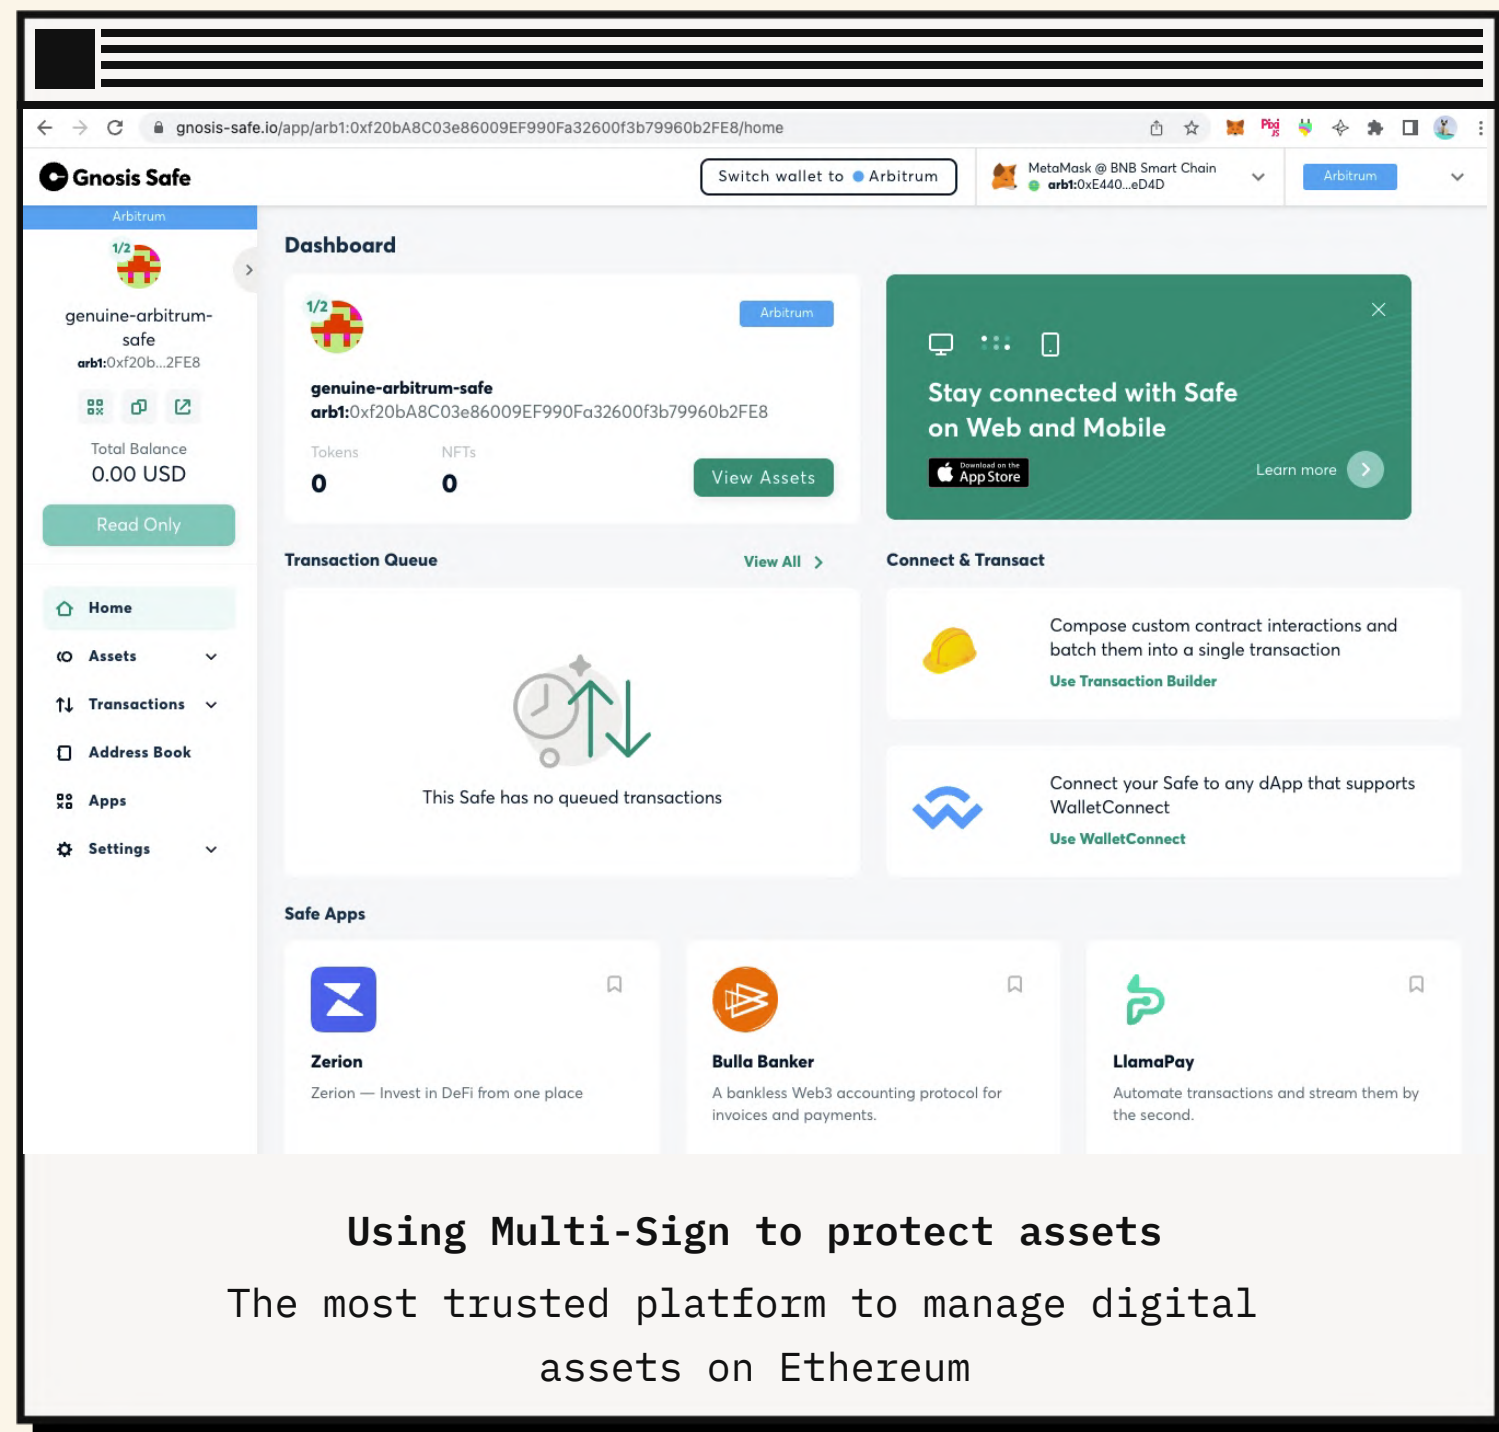 gnosis-safe.io/app/arb1:0xf20bA8C03e86009EF990Fa32600f3b79960b2FE8/home
Pixi
JS
Gnosis Safe
Switch wallet to Arbitrum
MetaMask @ BNB Smart Chain
arb1:0xE440...eD4D
Arbitrum
Arbitrum
1/2
genuine-arbitrum-
safe
arb1:0xf20b...2FE8
Total Balance
0.00 USD
Read Only
Home
Assets
Transactions
Address Book
Apps
Settings
Dashboard
1/2
Arbitrum
genuine-arbitrum-safe
arb1:0xf20bA8C03e86009EF990Fa32600f3b79960b2FE8
Tokens NFTs
0 0
View Assets
Stay connected with Safe
on Web and Mobile
Download on the
App Store
Learn more
Transaction Queue
View All
This Safe has no queued transactions
Connect & Transact
Compose custom contract interactions and
batch them into a single transaction
Use Transaction Builder
Connect your Safe to any dApp that supports
WalletConnect
Use WalletConnect
Safe Apps
Zerion
Zerion — Invest in DeFi from one place
Bulla Banker
A bankless Web3 accounting protocol for
invoices and payments.
LlamaPay
Automate transactions and stream them by
the second.
Using Multi-Sign to protect assets
The most trusted platform to manage digital
assets on Ethereum